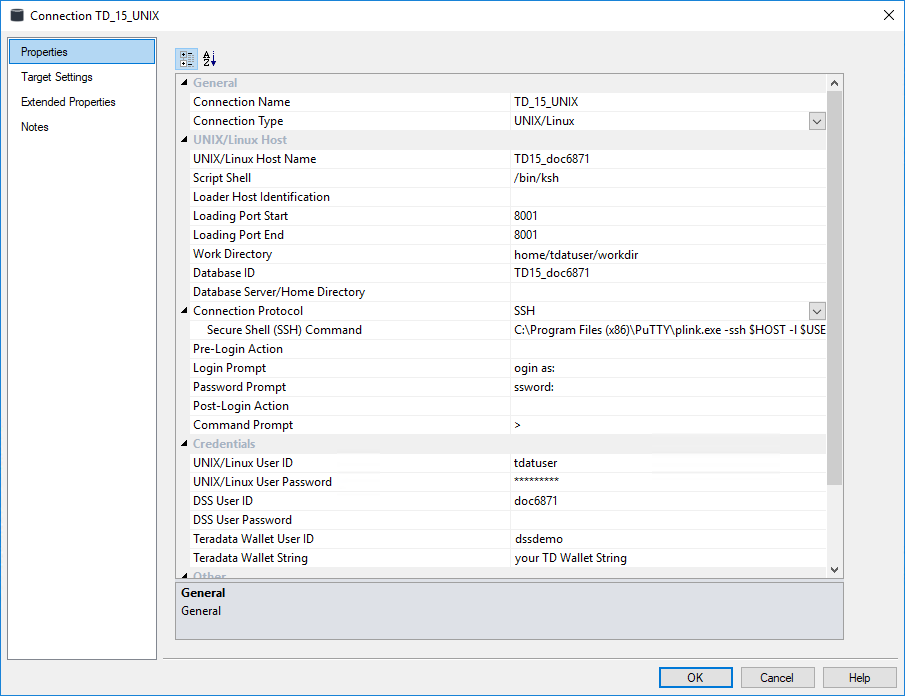 Connection TD_15_UNIX
Properties
Target Settings
Extended Properties
Notes
General
Connection Name TD_15_UNIX
Connection Type UNIX/Linux
UNIX/Linux Host
UNIX/Linux Host Name TD15_doc6871
Script Shell /bin/ksh
Loader Host Identification
Loading Port Start 8001
Loading Port End 8001
Work Directory home/tdatuser/workdir
Database ID TD15_doc6871
Database Server/Home Directory
Connection Protocol SSH
Secure Shell (SSH) Command C:\Program Files (x86)\PuTTY\plink.exe -ssh $HOST -l $USE
Pre-Login Action
Login Prompt ogin as:
Password Prompt ssword:
Post-Login Action
Command Prompt >
Credentials
UNIX/Linux User ID tdatuser
UNIX/Linux User Password *********
DSS User ID doc6871
DSS User Password
Teradata Wallet User ID dssdemo
Teradata Wallet String your TD Wallet String
Other
General
General
OK Cancel Help